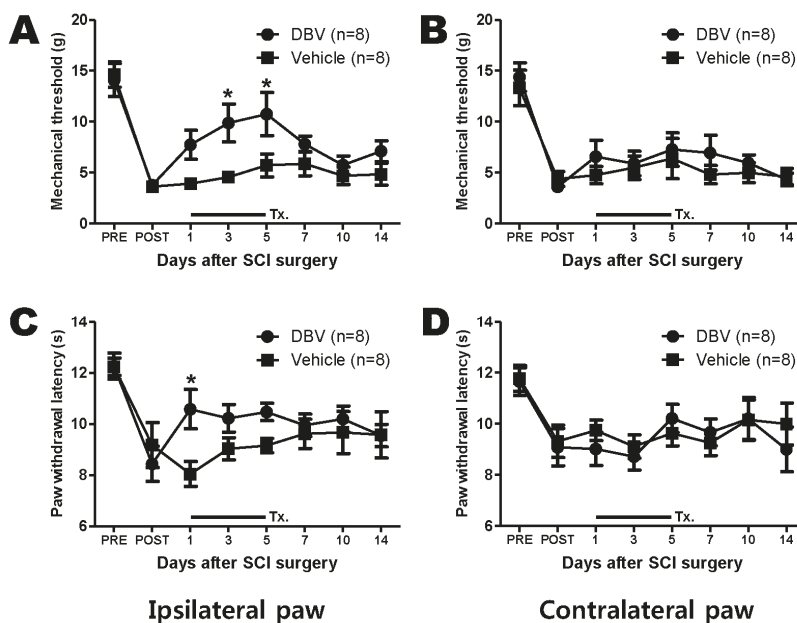 A
Mechanical threshold (g)
20
15
10
5
0
DBV (n=8)
Vehicle (n=8)
*
*
Tx.
PRE POST 1 3 5 7 10 14
Days after SCI surgery
B
Mechanical threshold (g)
20
15
10
5
0
DBV (n=8)
Vehicle (n=8)
Tx.
PRE POST 1 3 5 7 10 14
Days after SCI surgery
C
Paw withdrawal latency (s)
14
12
10
8
6
DBV (n=8)
Vehicle (n=8)
*
Tx.
PRE POST 1 3 5 7 10 14
Days after SCI surgery
D
Paw withdrawal latency (s)
14
12
10
8
6
DBV (n=8)
Vehicle (n=8)
Tx.
PRE POST 1 3 5 7 10 14
Days after SCI surgery
Ipsilateral paw
Contralateral paw